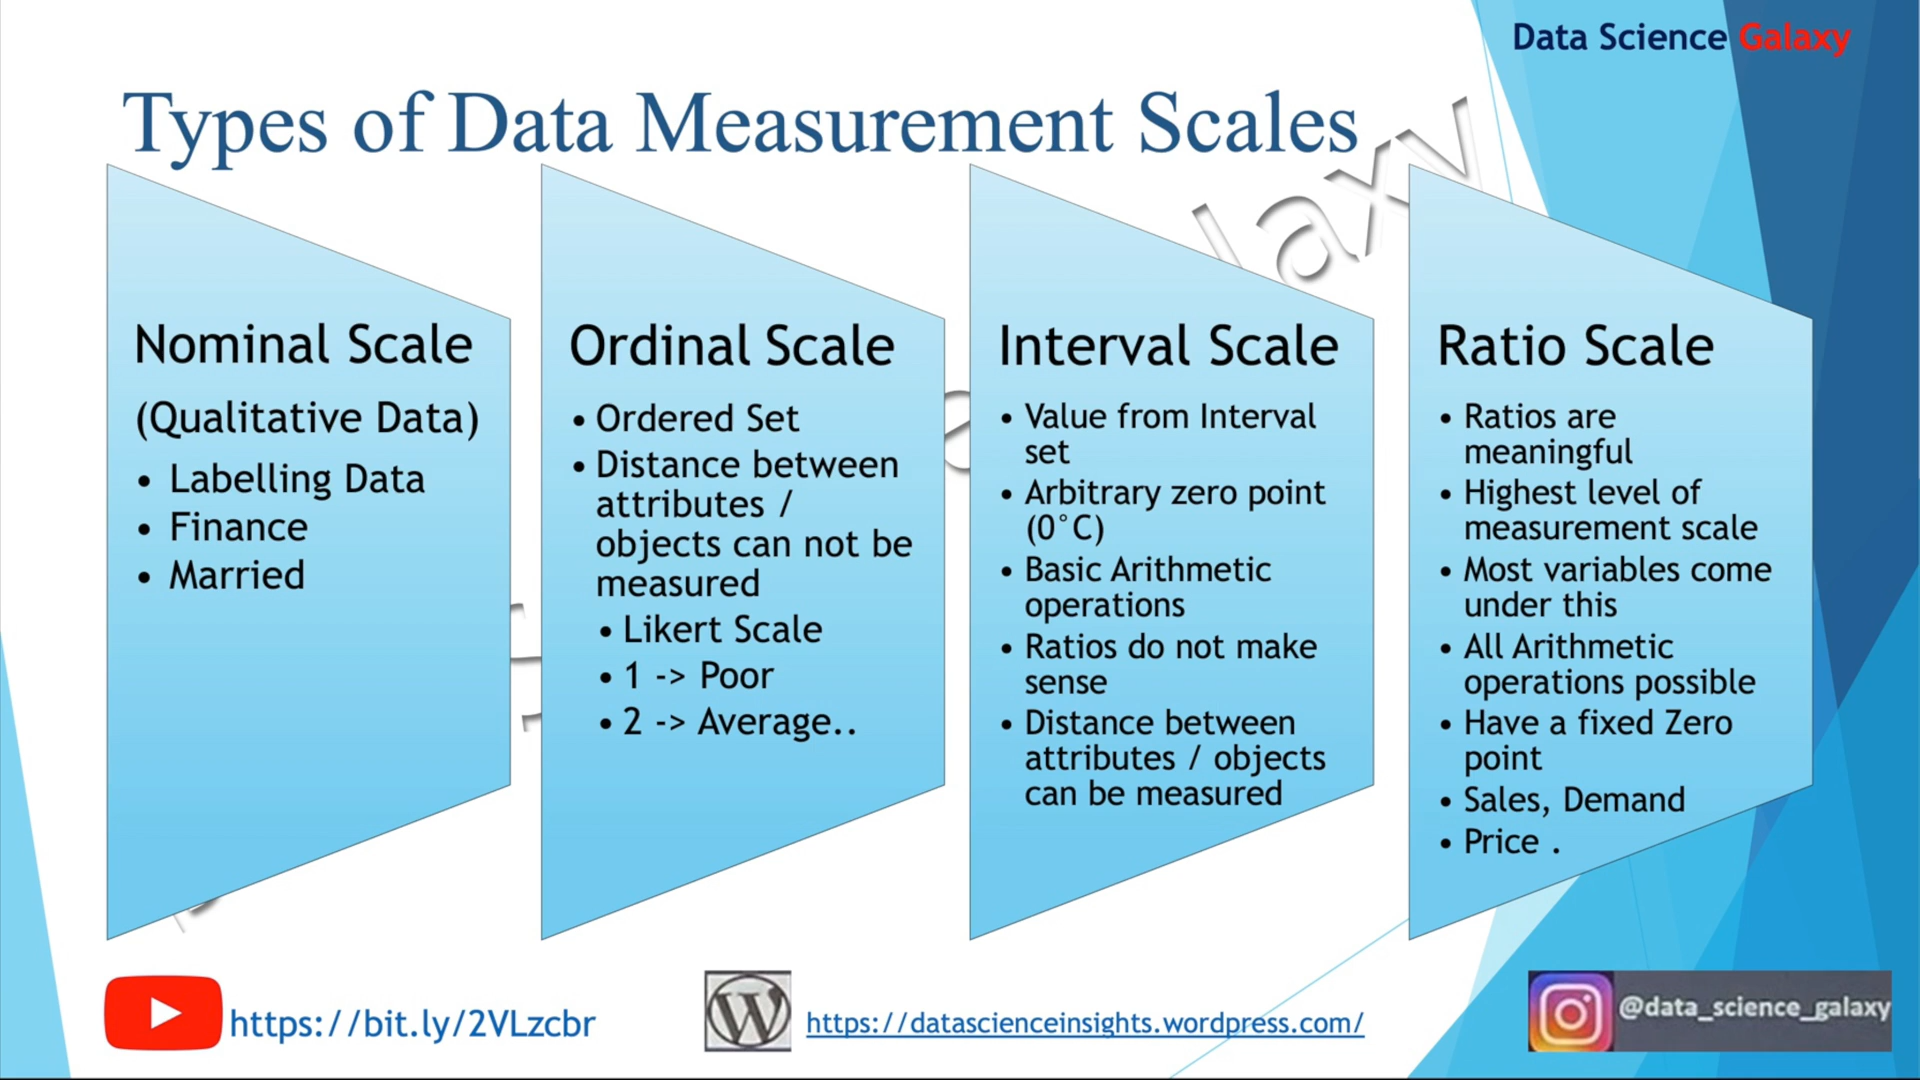 Data Science Galaxy
Types of Data Measurement Scales
Nominal Scale
(Qualitative Data)
• Labelling Data
• Finance
• Married
Ordinal Scale
• Ordered Set
• Distance between
attributes /
objects can not be
measured
• Likert Scale
• 1 -> Poor
• 2 -> Average..
Interval Scale
• Value from Interval
set
• Arbitrary zero point
(0°C)
• Basic Arithmetic
operations
• Ratios do not make
sense
• Distance between
attributes / objects
can be measured
Ratio Scale
• Ratios are
meaningful
• Highest level of
measurement scale
• Most variables come
under this
• All Arithmetic
operations possible
• Have a fixed Zero
point
• Sales, Demand
• Price .
https://bit.ly/2VLzcbr
https://datascienceinsights.wordpress.com/
@data_science_galaxy